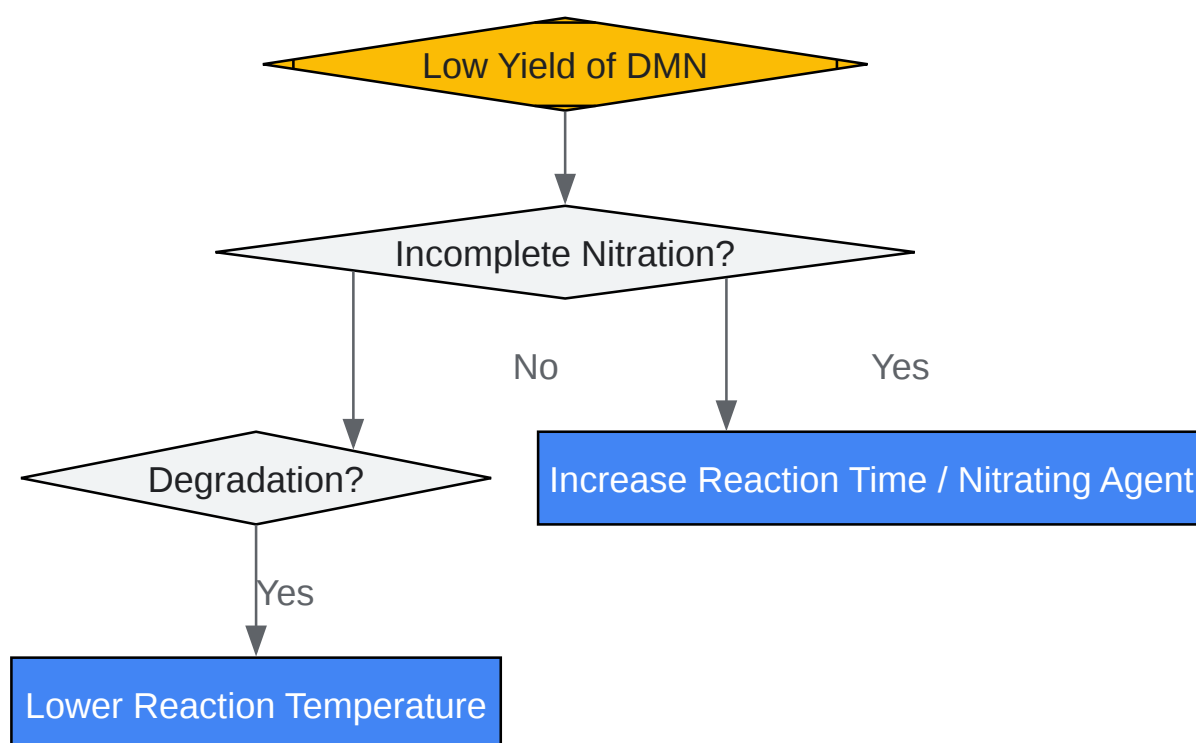 Low Yield of DMN
Incomplete Nitration?
No
Yes
Degradation?
Increase Reaction Time / Nitrating Agent
Yes
Lower Reaction Temperature